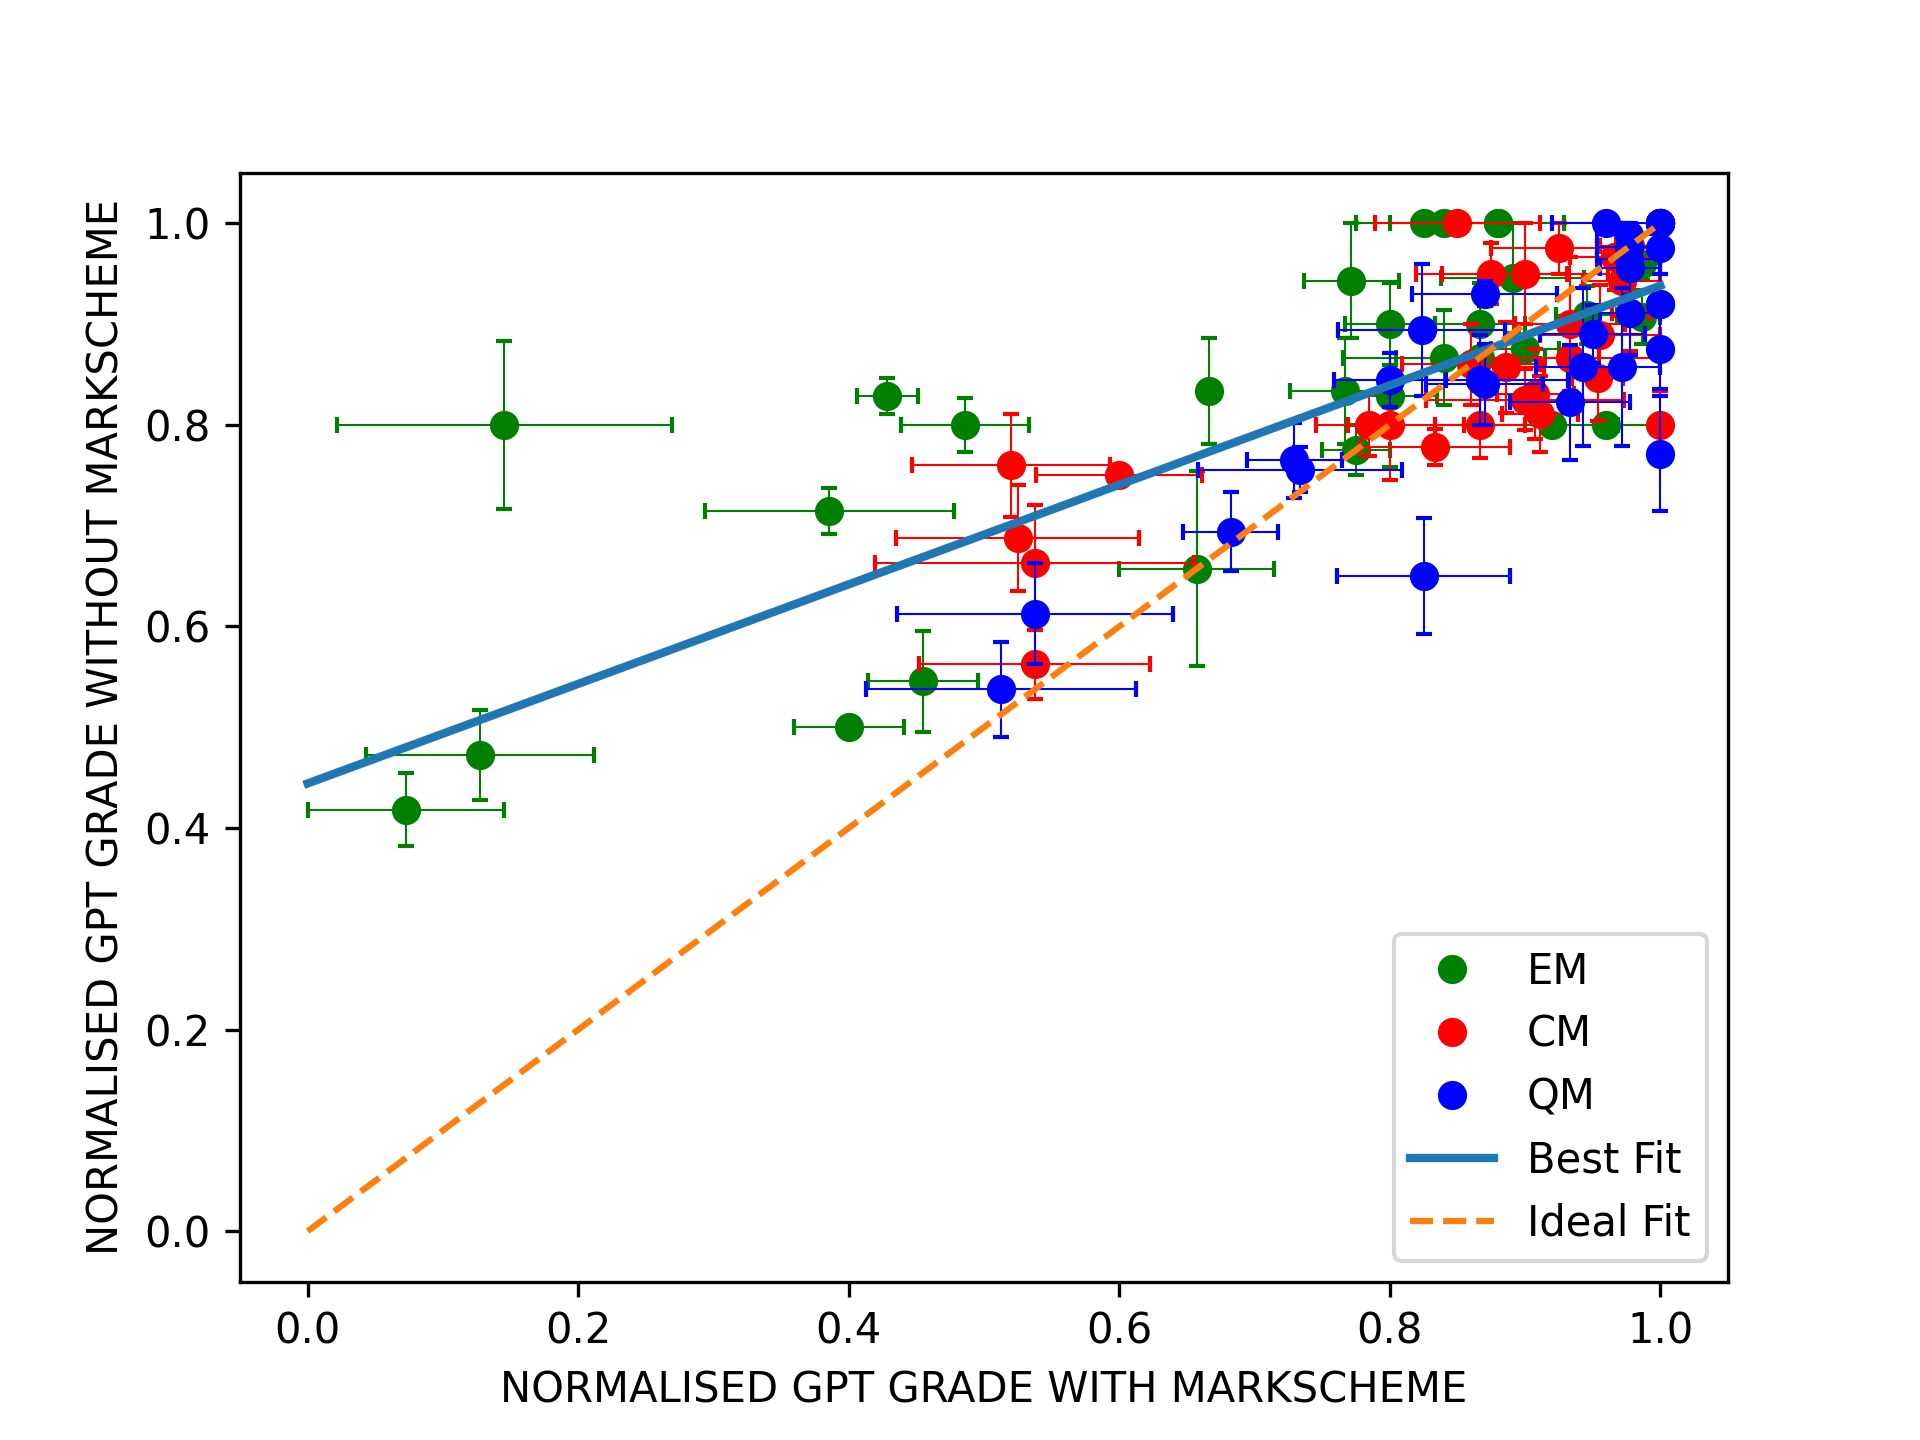 NORMALISED GPT GRADE WITHOUT MARKSCHEME
1.0
0.8
0.6
0.4
0.2
0.0
EM
CM
QM
Best Fit
Ideal Fit
0.0 0.2 0.4 0.6 0.8 1.0
NORMALISED GPT GRADE WITH MARKSCHEME